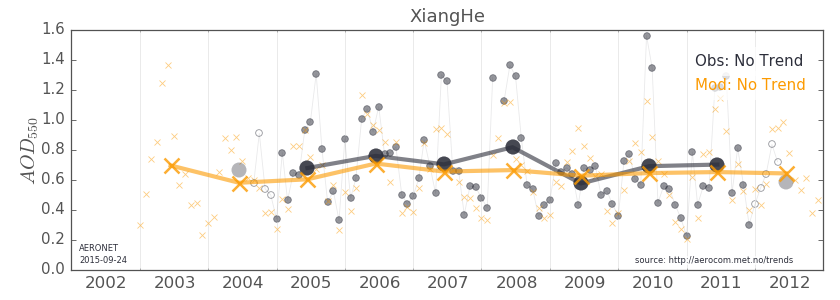 XiangHe
1.6
1.4
1.2
1.0
0.8
0.6
0.4
0.2
0.0
AOD550
Obs: No Trend
Mod: No Trend
AERONET
2015-09-24
source: http://aerocom.met.no/trends
2002 2003 2004 2005 2006 2007 2008 2009 2010 2011 2012